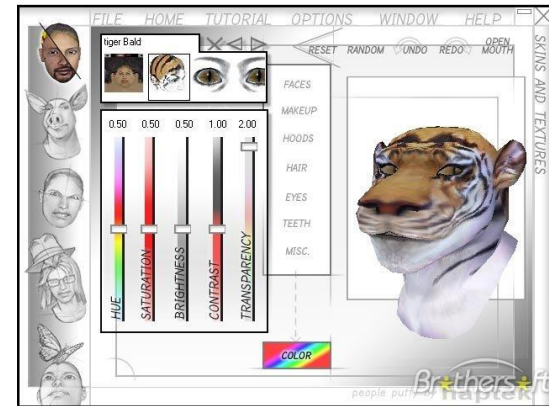 FILE HOME TUTORIAL OPTIONS WINDOW HELP
tiger Bald
RESET RANDOM UNDO REDO OPEN MOUTH
SKINS AND TEXTURES
FACES
MAKEUP
HOODS
HAIR
EYES
TEETH
MISC.
0.50 0.50 0.50 1.00 2.00
HUE
SATURATION
BRIGHTNESS
CONTRAST
TRANSPARENCY
COLOR
people putty by haptek
Brothersoft